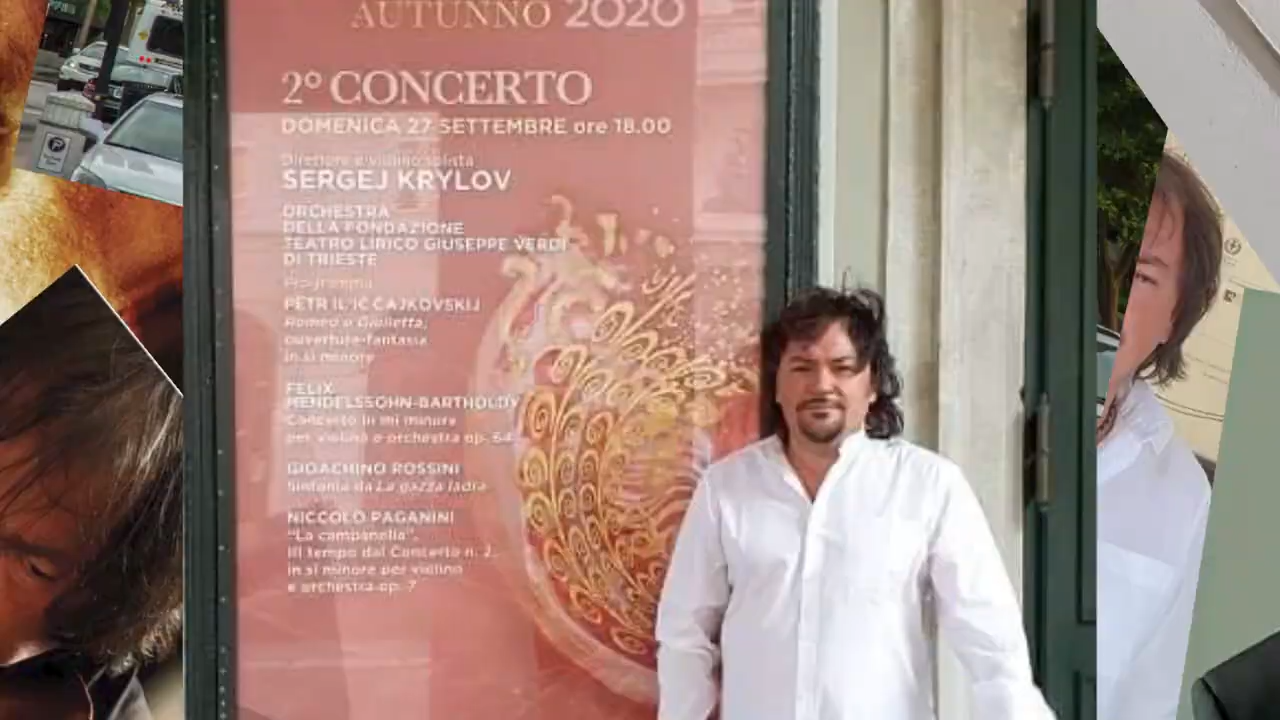 AUTUNNO 2020
2° CONCERTO
DOMENICA 27 SETTEMBRE ore 18.00
Direttore e violino solista
SERGEJ KRYLOV
ORCHESTRA
DELLA FONDAZIONE
TEATRO LIRICO GIUSEPPE VERDI
DI TRIESTE
Programma
PËTR IL'IČ ČAJKOVSKIJ
Romeo e Giulietta,
ouverture-fantasia
in si minore
FELIX
MENDELSSOHN-BARTHOLDY
Concerto in mi minore
per violino e orchestra op. 64
GIOACHINO ROSSINI
Sinfonia da La gazza ladra
NICCOLÒ PAGANINI
"La campanella",
III tempo dal Concerto n. 2
in si minore per violino
e orchestra op. 7
P